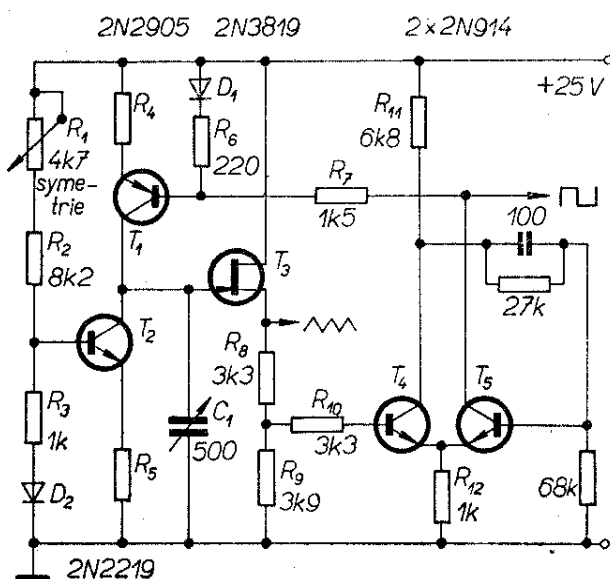 2N2905 2N3819 2×2N914
+25V
D₁
R₄
R₁
4k7
syme-
trie
R₆
220
R₁₁
6k8
R₇
1k5
100
27k
T₁
R₂
8k2
T₃
T₂
R₈
3k3
T₄
T₅
R₃
1k
C₁
500
R₁₀
3k3
R₅
R₉
3k9
R₁₂
1k
68k
D₂
2N2219